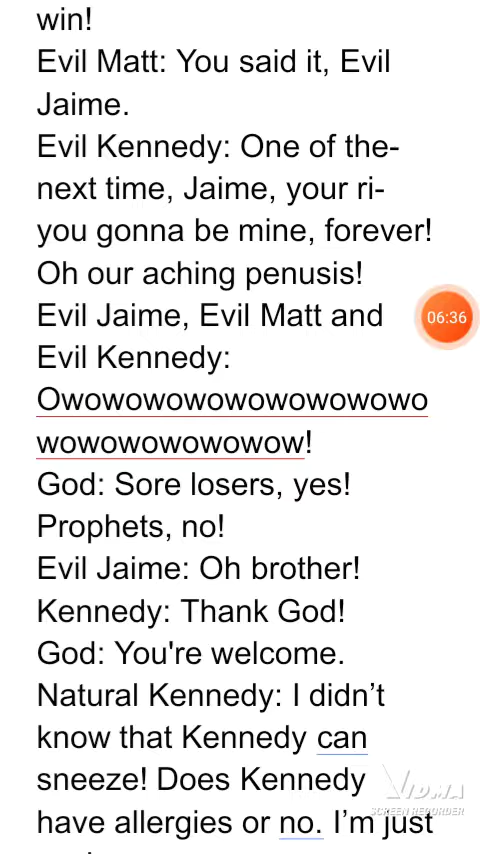 win!
Evil Matt: You said it, Evil
Jaime.
Evil Kennedy: One of the-
next time, Jaime, your ri-
you gonna be mine, forever!
Oh our aching penusis!
Evil Jaime, Evil Matt and
Evil Kennedy:
Owowowowowowowowowo
wowowowowowow!
God: Sore losers, yes!
Prophets, no!
Evil Jaime: Oh brother!
Kennedy: Thank God!
God: You're welcome.
Natural Kennedy: I didn’t
know that Kennedy can
sneeze! Does Kennedy
have allergies or no. I’m just
06:36
VIDMA
SCREEN RECORDER